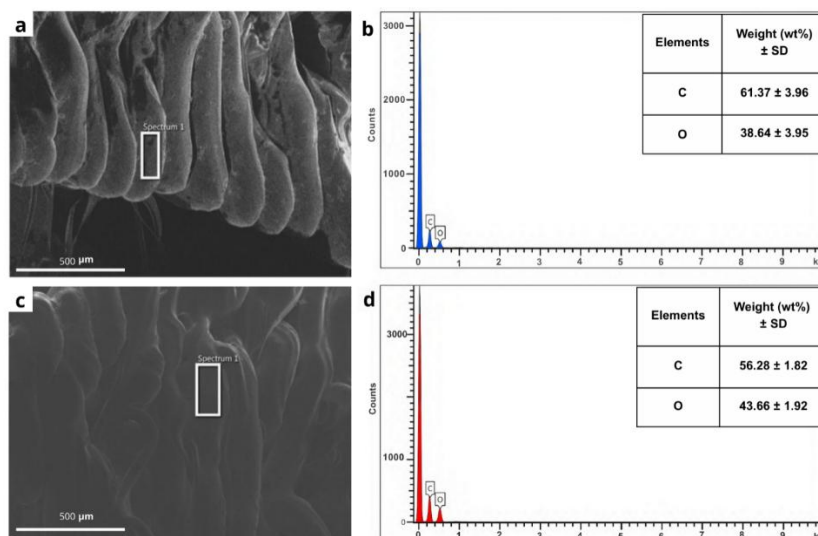 a
Spectrum 1
500 µm
b
3000
2000
1000
0
Counts
C
O
0 1 2 3 4 5 6 7 8 9 k
Elements Weight (wt%) ± SD
C 61.37 ± 3.96
O 38.64 ± 3.95
c
Spectrum 1
500 µm
d
3000
1000
0
Counts
C
O
0 1 2 3 4 5 6 7 8 9
Elements Weight (wt%) ± SD
C 56.28 ± 1.82
O 43.66 ± 1.92